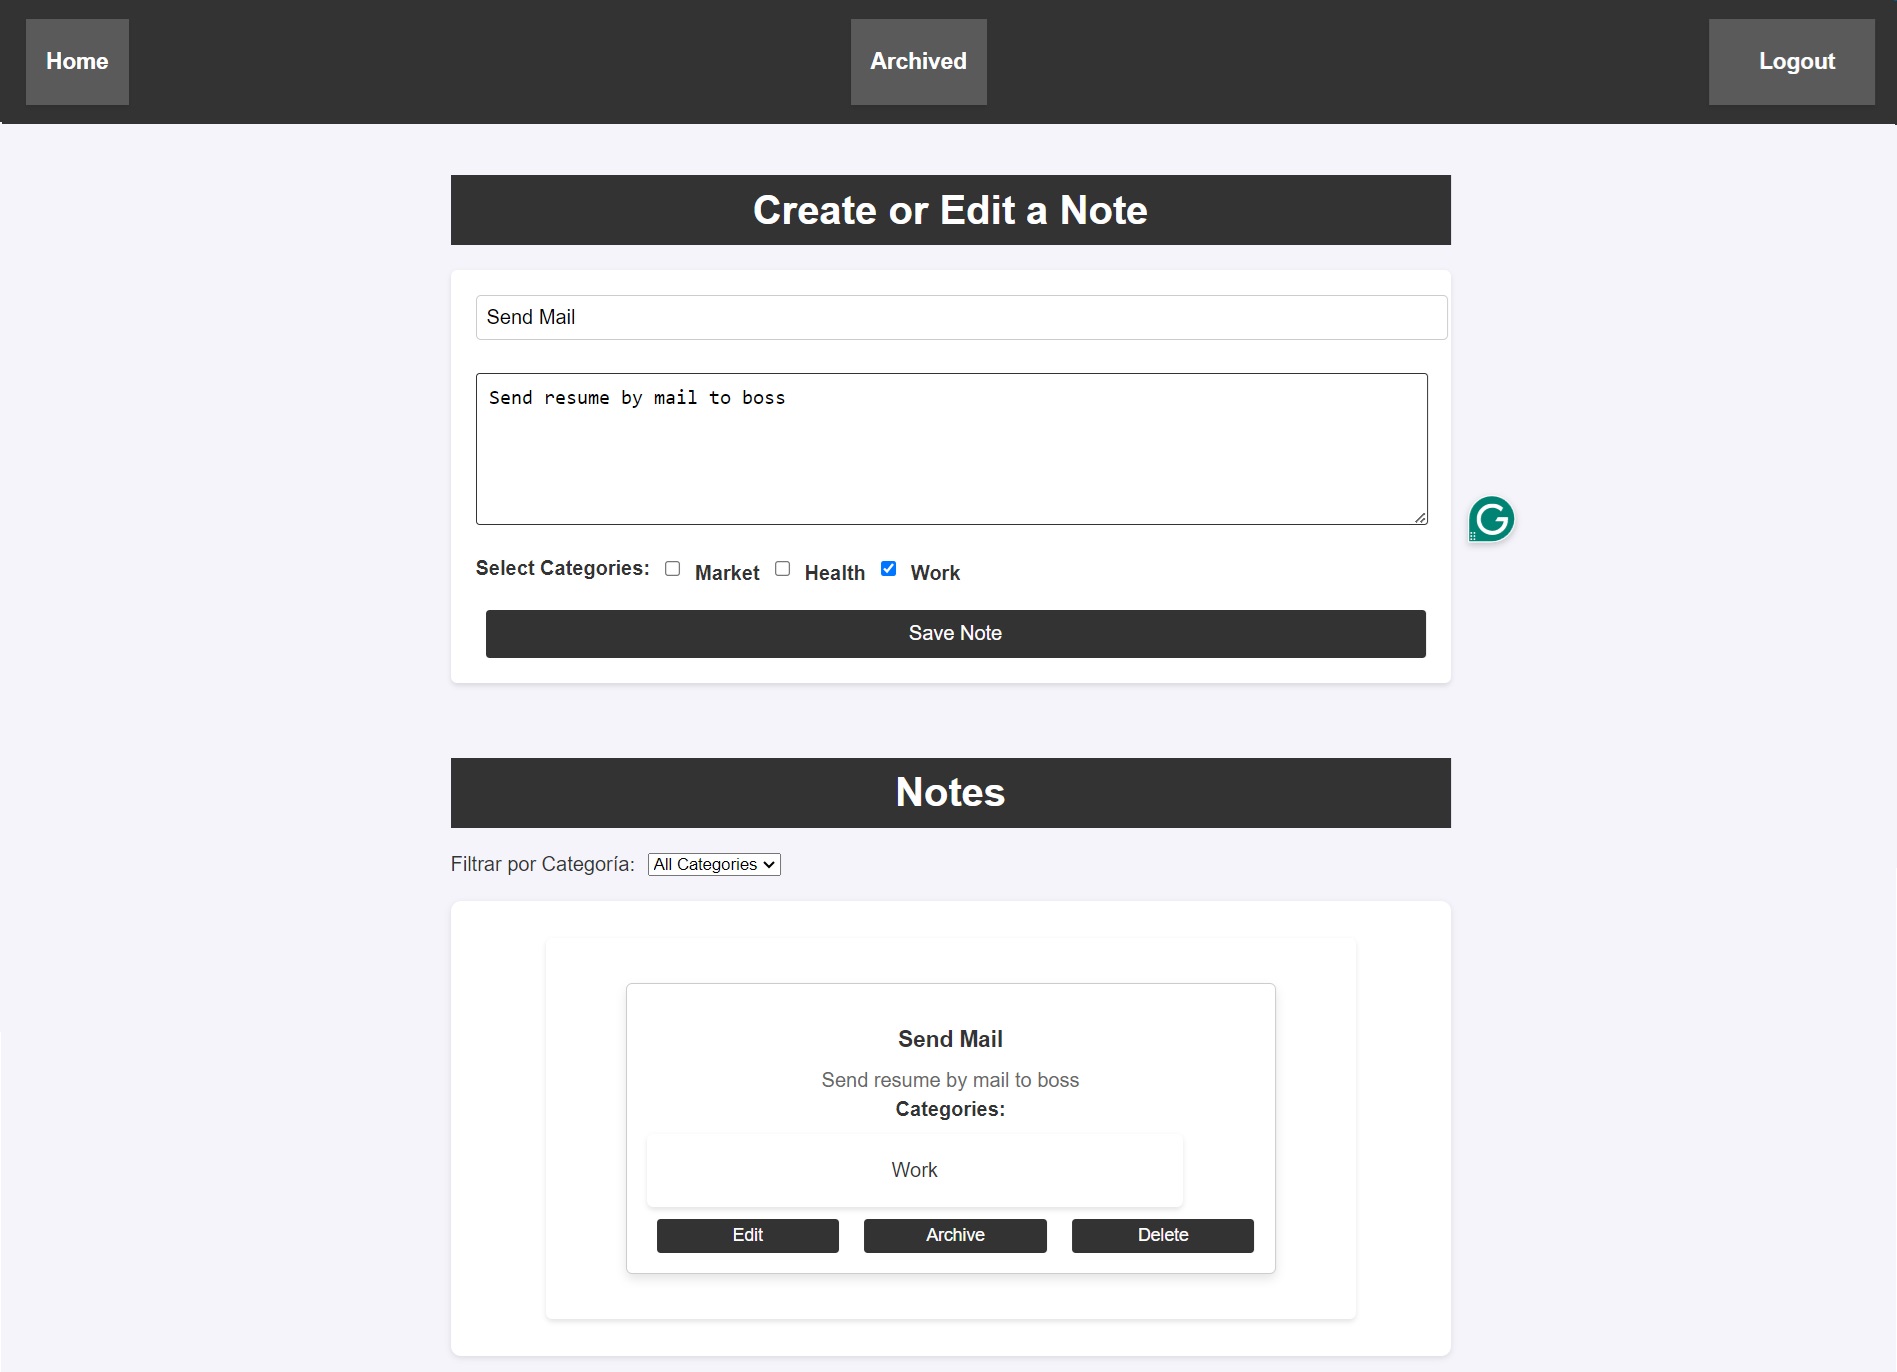 Home Archived Logout
Create or Edit a Note
Send Mail
Send resume by mail to boss
Select Categories: Market Health Work
Save Note
Notes
Filtrar por Categoría: All Categories
Send Mail
Send resume by mail to boss
Categories:
Work
Edit Archive Delete